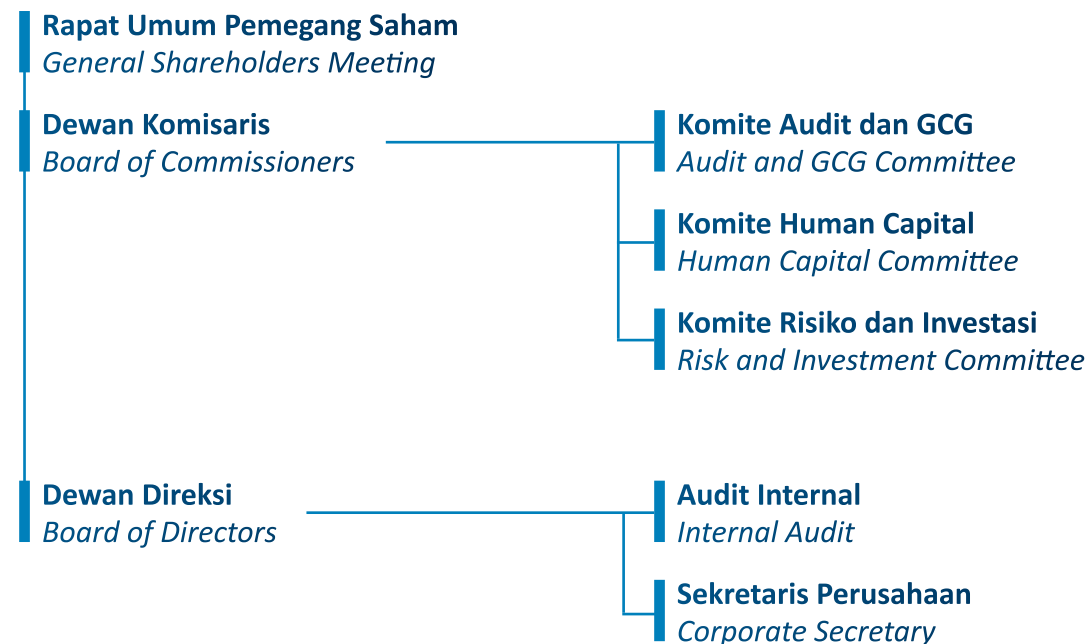 Rapat Umum Pemegang Saham
General Shareholders Meeting
Dewan Komisaris
Board of Commissioners
Komite Audit dan GCG
Audit and GCG Committee
Komite Human Capital
Human Capital Committee
Komite Risiko dan Investasi
Risk and Investment Committee
Dewan Direksi
Board of Directors
Audit Internal
Internal Audit
Sekretaris Perusahaan
Corporate Secretary